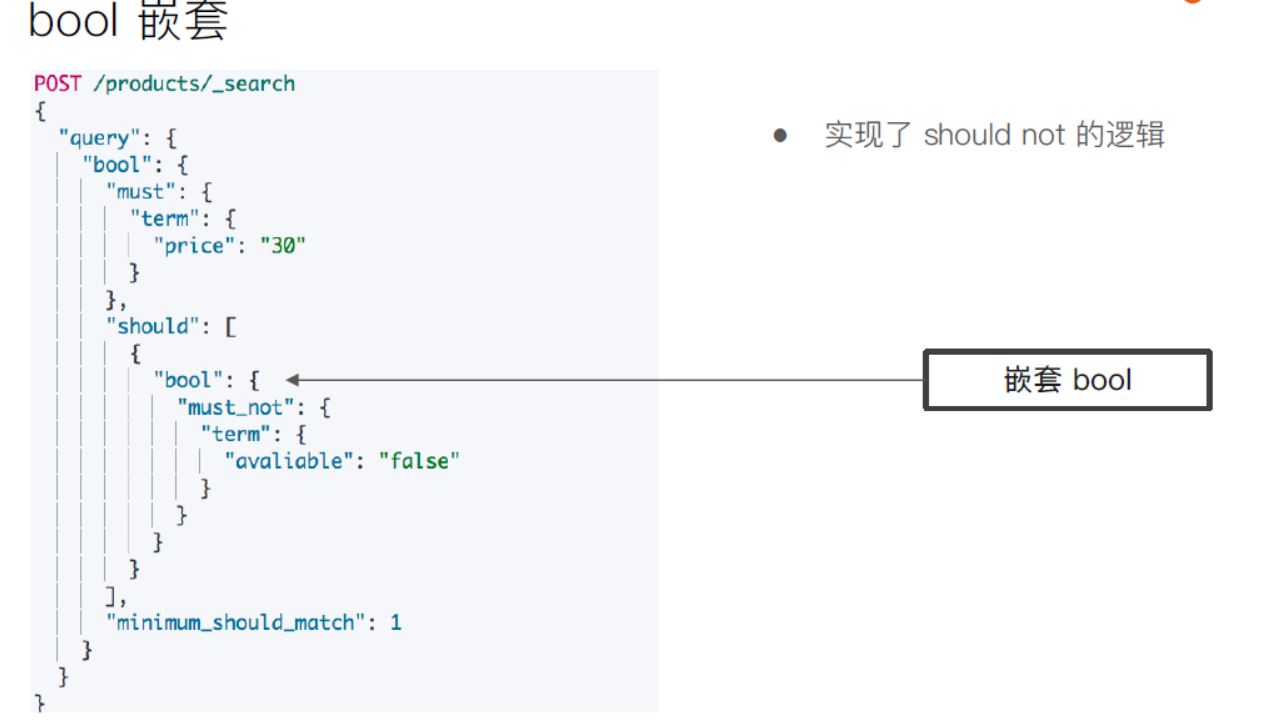 bool 嵌套
POST /products/_search
{
  "query": {
    "bool": {
      "must": {
        "term": {
          "price": "30"
        }
      },
      "should": [
        {
          "bool": {
            "must_not": {
              "term": {
                "avaliable": "false"
              }
            }
          }
        }
      ],
      "minimum_should_match": 1
    }
  }
}
● 实现了 should not 的逻辑
嵌套 bool